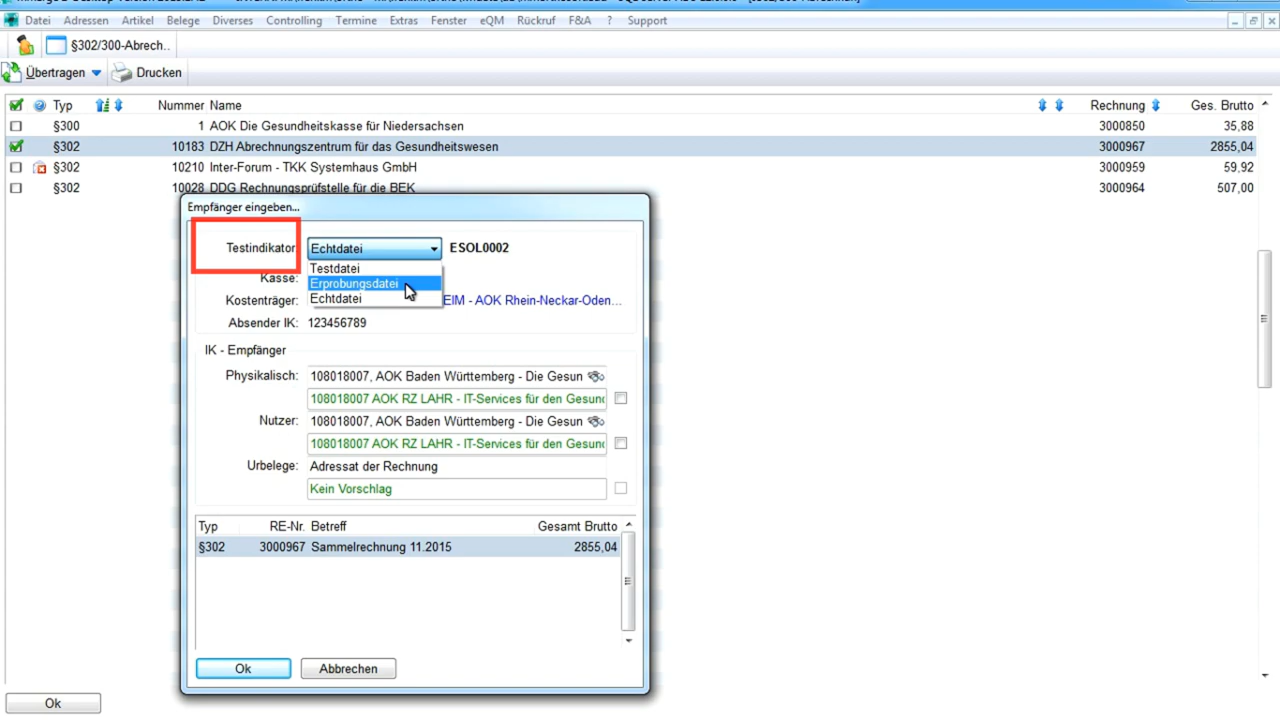 Datei Adressen Artikel Belege Diverses Controlling Termine Extras Fenster eQM Rückruf F&A ? Support
§302/300-Abrech..
Übertragen Drucken
Typ Nummer Name Rechnung Ges. Brutto
§300 1 AOK Die Gesundheitskasse für Niedersachsen 3000850 35,88
§302 10183 DZH Abrechnungszentrum für das Gesundheitswesen 3000967 2855,04
§302 10210 Inter-Forum - TKK Systemhaus GmbH 3000959 59,92
§302 10028 DDG Rechnungsprüfstelle für die BEK 3000964 507,00
Empfänger eingeben...
Testindikator Echtdatei ESOL0002
Testdatei
Kasse: Erprobungsdatei
Kostenträger: Echtdatei EIM - AOK Rhein-Neckar-Oden...
Absender IK: 123456789
IK - Empfänger
Physikalisch: 108018007, AOK Baden Württemberg - Die Gesun
108018007 AOK RZ LAHR - IT-Services für den Gesund
Nutzer: 108018007, AOK Baden Württemberg - Die Gesun
108018007 AOK RZ LAHR - IT-Services für den Gesund
Urbelege: Adressat der Rechnung
Kein Vorschlag
Typ RE-Nr. Betreff Gesamt Brutto
§302 3000967 Sammelrechnung 11.2015 2855,04
Ok Abbrechen
Ok